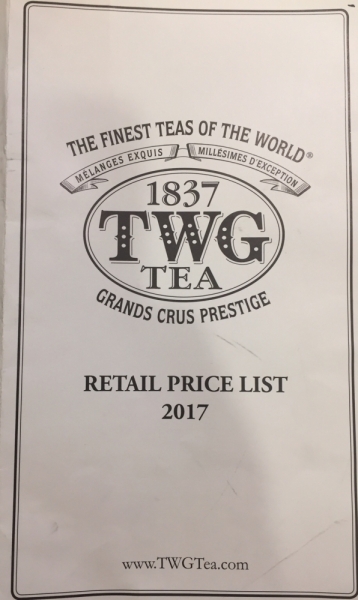 THE FINEST TEAS OF THE WORLD®
MÉLANGES EXQUIS MILLÉSIMES D'EXCEPTION
1837
TWG
TEA
GRANDS CRUS PRESTIGE
RETAIL PRICE LIST
2017
www.TWGTea.com